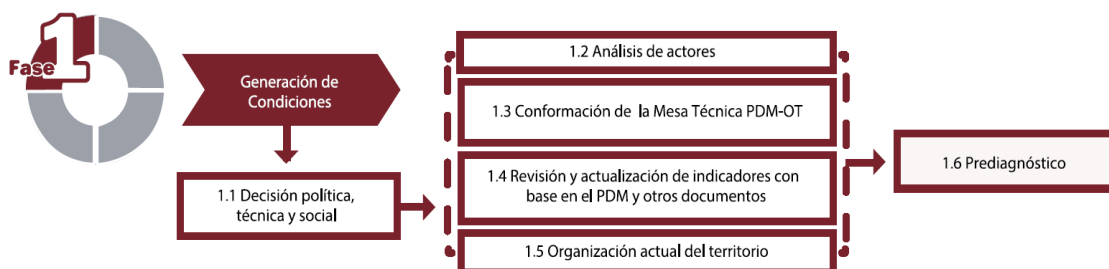 Fase 1
Generación de
Condiciones
1.1 Decisión política,
técnica y social
1.2 Análisis de actores
1.3 Conformación de la Mesa Técnica PDM-OT
1.4 Revisión y actualización de indicadores con
base en el PDM y otros documentos
1.5 Organización actual del territorio
1.6 Prediagnóstico